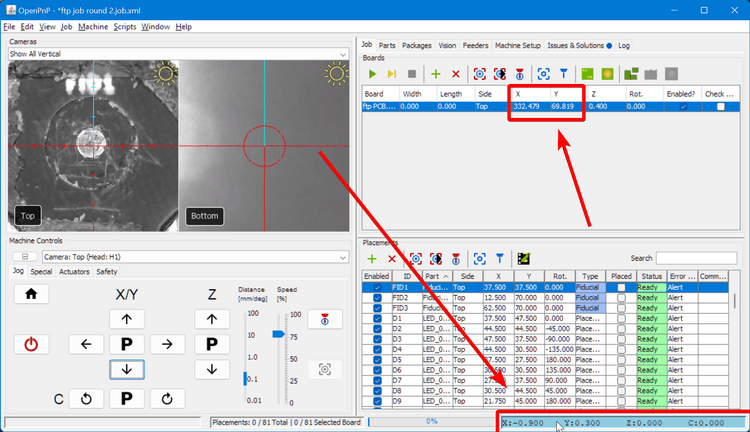 OpenPnP - *ftp job round 2.job.xml
File Edit View Job Machine Scripts Window Help
Cameras
Show All Vertical
Top
Bottom
Machine Controls
Camera: Top (Head: H1)
Jog Special Actuators Safety
X/Y
Z
Distance [mm/deg]
Speed [%]
100
10
1.0
0.1
0.01
100
75
50
25
0
P
P
C
P
Job Parts Packages Vision Feeders Machine Setup Issues & Solutions Log
Boards
Board Width Length Side X Y Z Rot. Enabled? Check ...
ftp PCB.... 0.000 0.000 Top 332.479 69.819 0.400 0.000
Placements
Search
Enabled ID Part Side X Y Rot. Type Placed Status Error ... Comm...
FID1 Fiduci... Top 37.500 37.500 0.000 Fiducial Ready Alert
FID2 Fiduci... Top 12.500 70.000 0.000 Fiducial Ready Alert
FID3 Fiduci... Top 62.500 70.000 0.000 Fiducial Ready Alert
D1 LED_0... Top 37.500 47.500 0.000 Place... Ready Alert
D2 LED_0... Top 44.500 44.500 -45.000 Place... Ready Alert
D3 LED_0... Top 47.500 37.500 -90.000 Place... Ready Alert
D4 LED_0... Top 44.500 30.500 -135.000 Place... Ready Alert
D5 LED_0... Top 37.500 27.500 180.000 Place... Ready Alert
D6 LED_0... Top 30.500 30.500 135.000 Place... Ready Alert
D7 LED_0... Top 37.500 90.000 Place... Ready Alert
D8 LED_0... Top 30.500 44.500 45.000 Place... Ready Alert
D9 LED_0... Top 21.750 45.000 180.000 Place... Ready Alert
Placements: 0 / 81 Total | 0 / 81 Selected Board
0%
X:-0.900 Y:0.300 Z:0.000 C:0.000